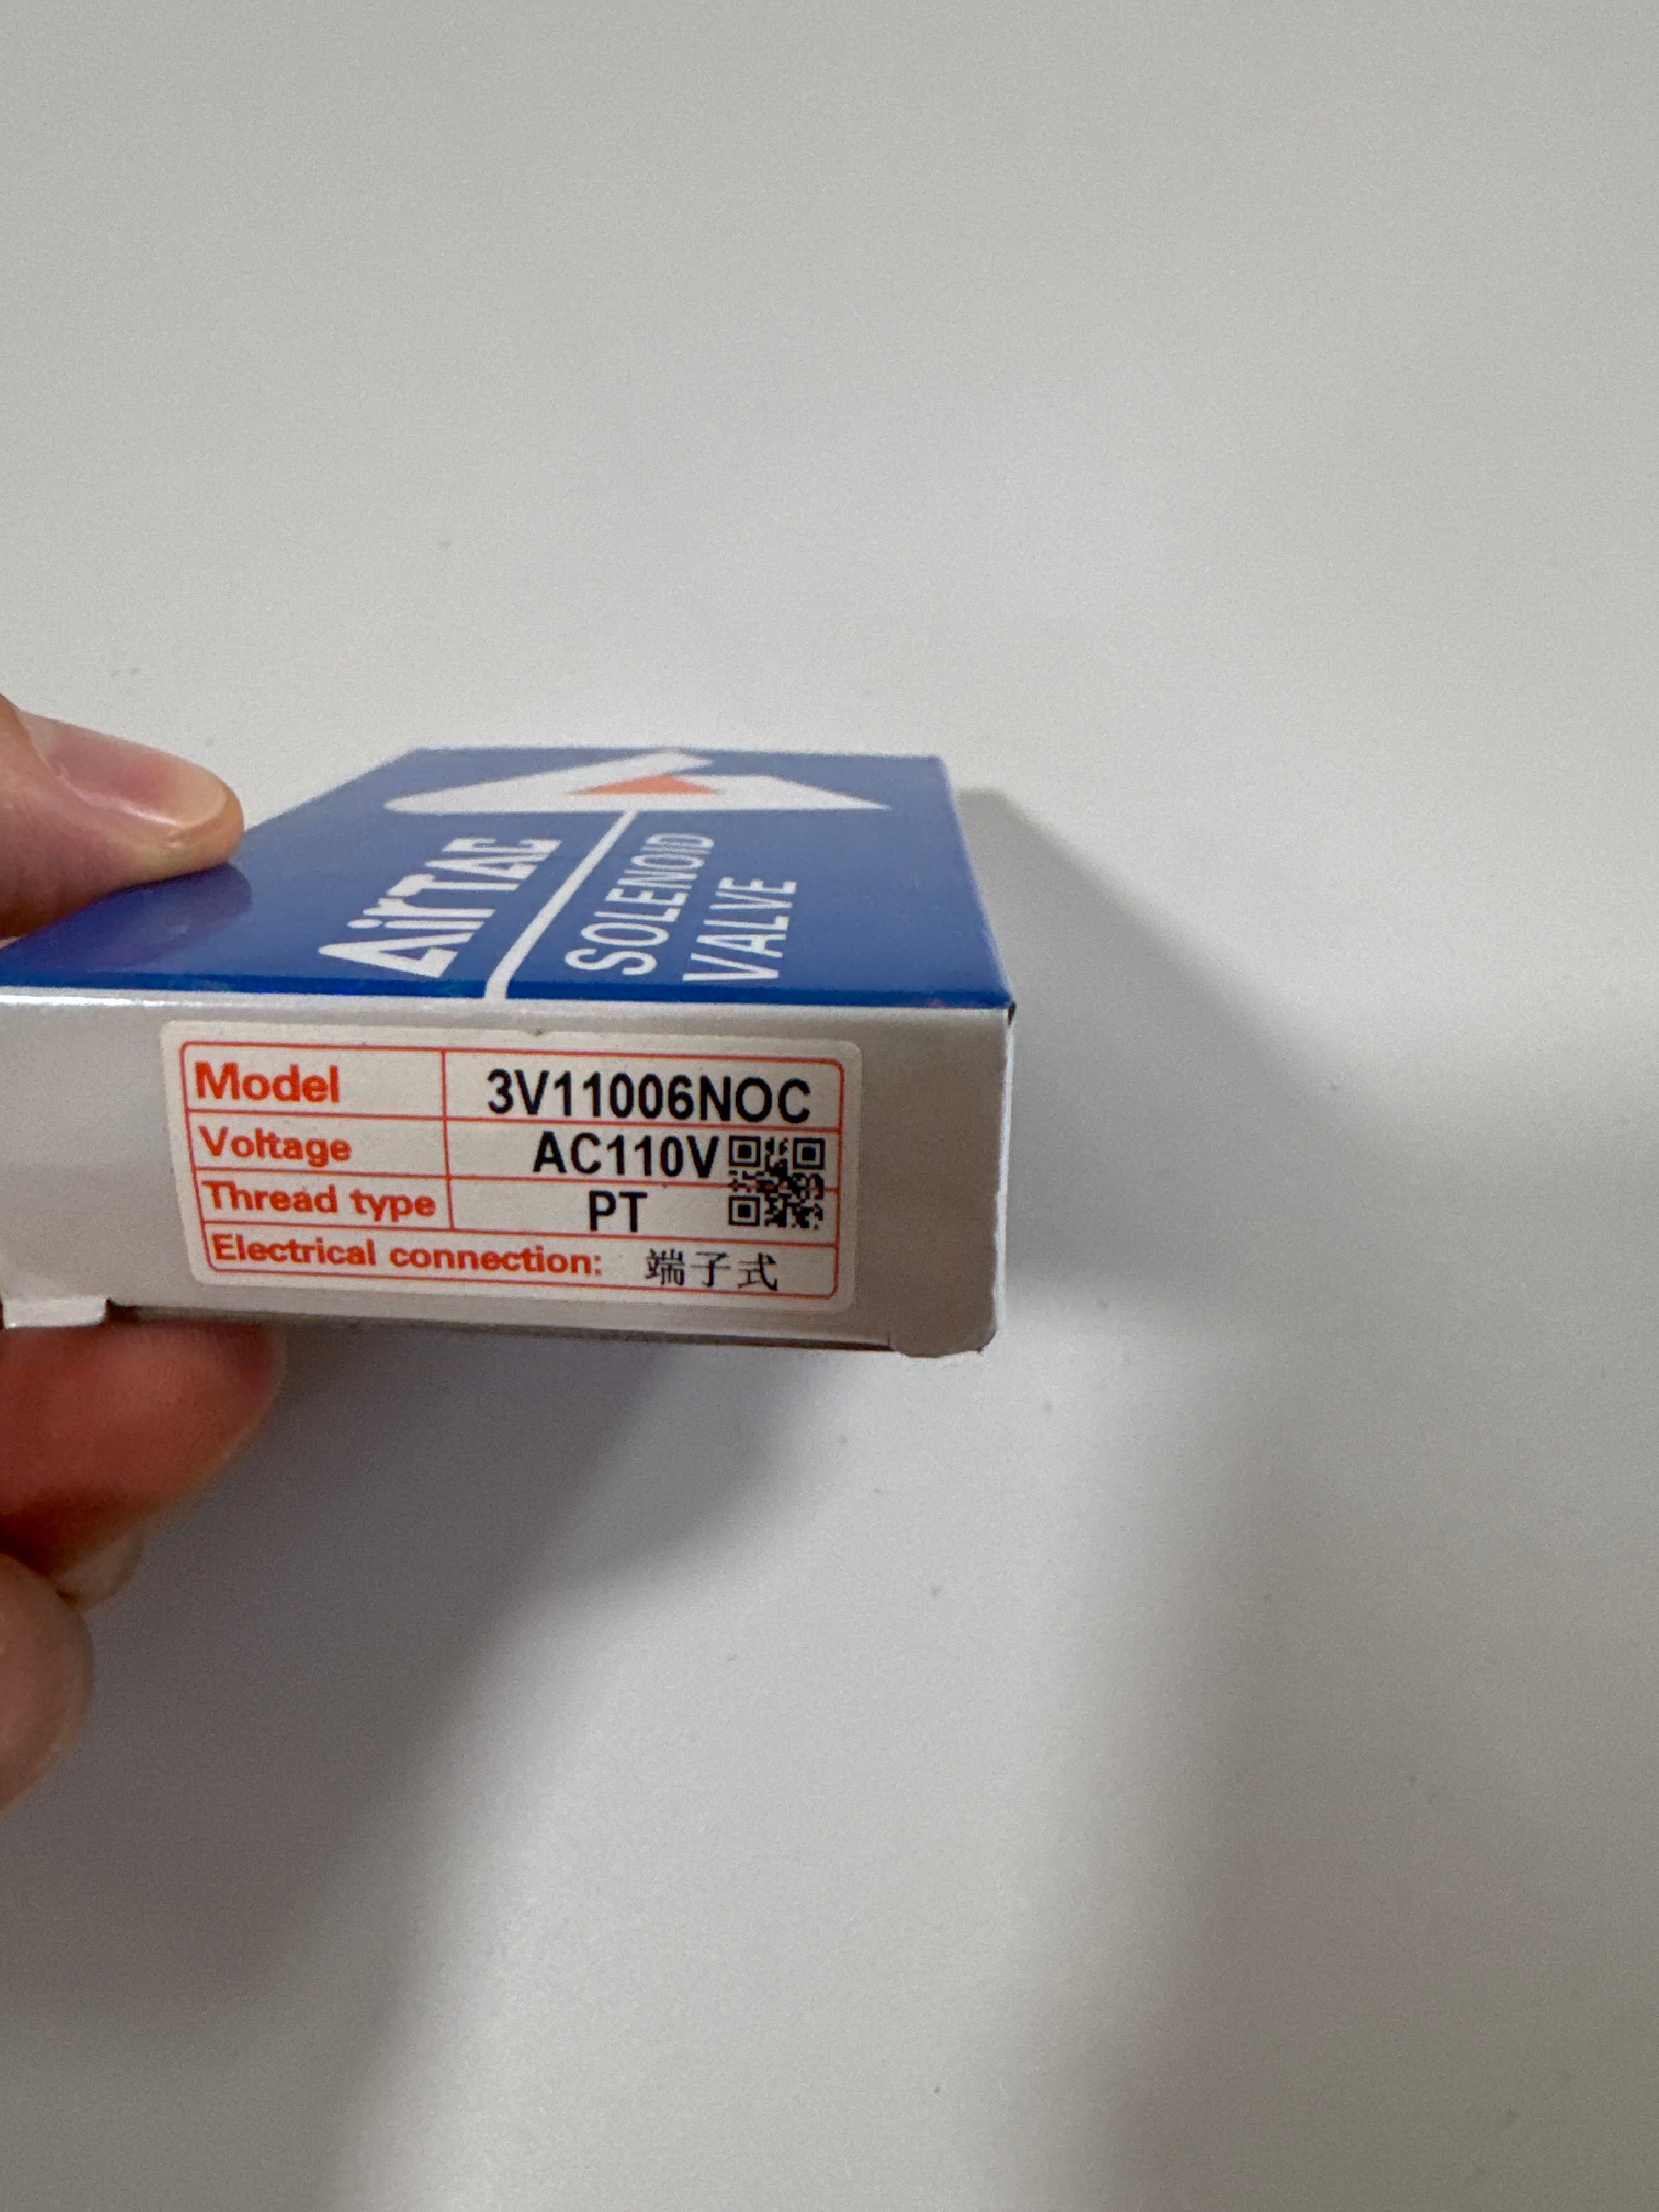 AirTAC
SOLENOID
VALVE
Model 3V11006NOC
Voltage AC110V
Thread type PT
Electrical connection: 端子式